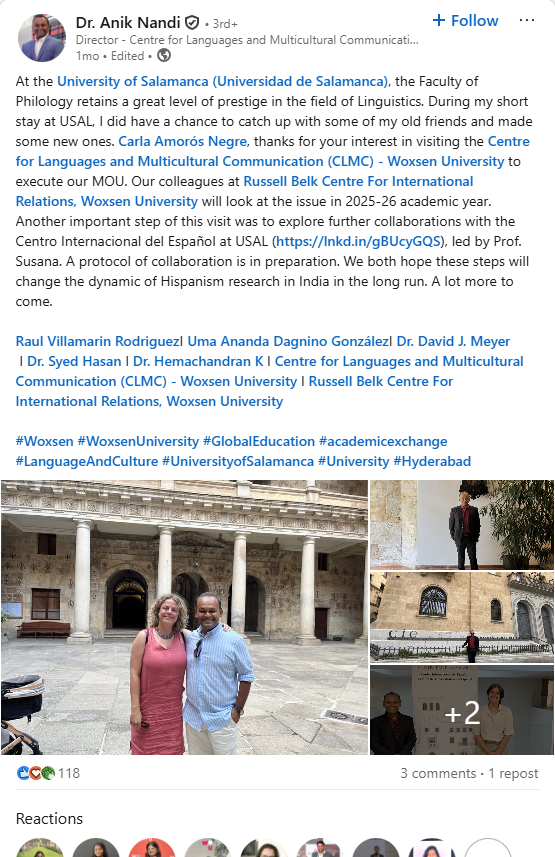 Dr. Anik Nandi • 3rd+
+ Follow ...
Director - Centre for Languages and Multicultural Communicati...
1mo • Edited •
At the University of Salamanca (Universidad de Salamanca), the Faculty of
Philology retains a great level of prestige in the field of Linguistics. During my short
stay at USAL, I did have a chance to catch up with some of my old friends and made
some new ones. Carla Amorós Negre, thanks for your interest in visiting the Centre
for Languages and Multicultural Communication (CLMC) - Woxsen University to
execute our MOU. Our colleagues at Russell Belk Centre For International
Relations, Woxsen University will look at the issue in 2025-26 academic year.
Another important step of this visit was to explore further collaborations with the
Centro Internacional del Español at USAL (https://lnkd.in/gBUcyGQS), led by Prof.
Susana. A protocol of collaboration is in preparation. We both hope these steps will
change the dynamic of Hispanism research in India in the long run. A lot more to
come.
Raul Villamarin Rodriguezl Uma Ananda Dagnino Gonzálezl Dr. David J. Meyer
l Dr. Syed Hasan l Dr. Hemachandran K l Centre for Languages and Multicultural
Communication (CLMC) - Woxsen University l Russell Belk Centre For
International Relations, Woxsen University
#Woxsen #WoxsenUniversity #GlobalEducation #academicexchange
#LanguageAndCulture #UniversityofSalamanca #University #Hyderabad
+2
118
3 comments • 1 repost
Reactions